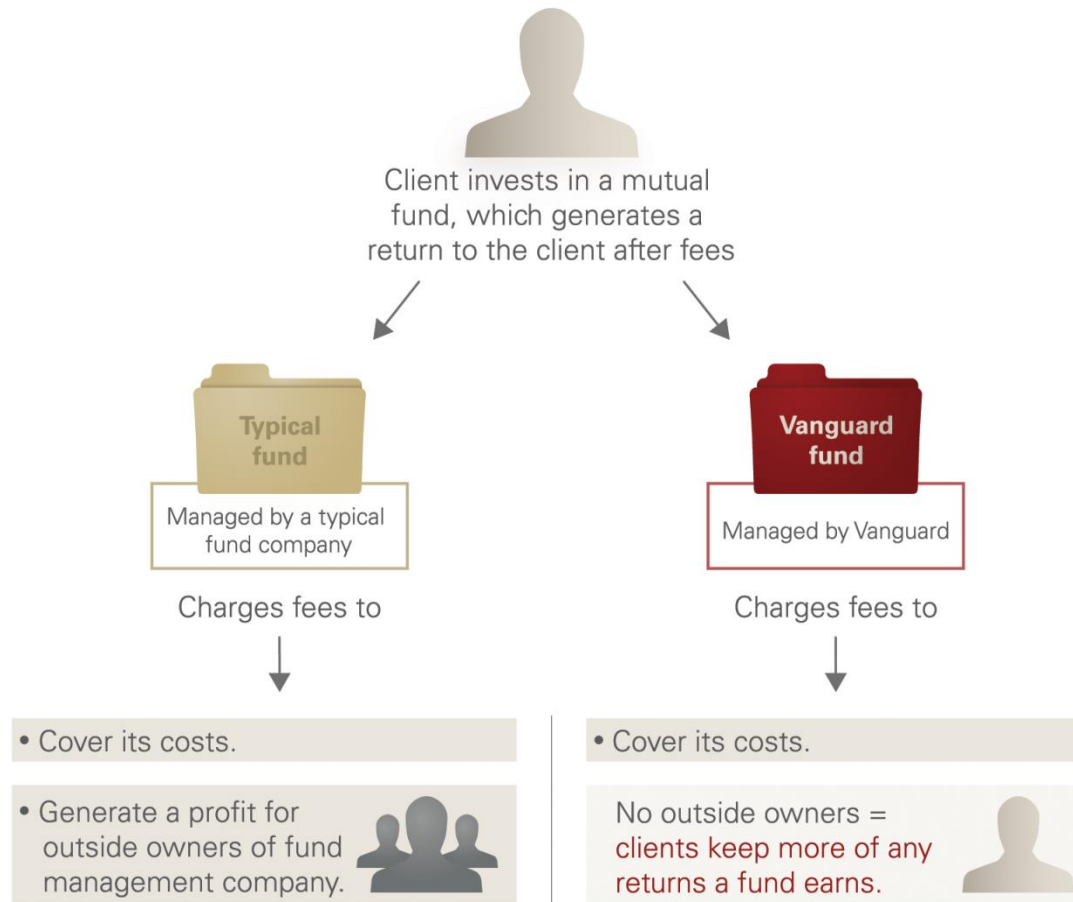 Client invests in a mutual
fund, which generates a
return to the client after fees
Typical
fund
Managed by a typical
fund company
Charges fees to
• Cover its costs.
• Generate a profit for
outside owners of fund
management company.
Vanguard
fund
Managed by Vanguard
Charges fees to
• Cover its costs.
No outside owners =
clients keep more of any
returns a fund earns.